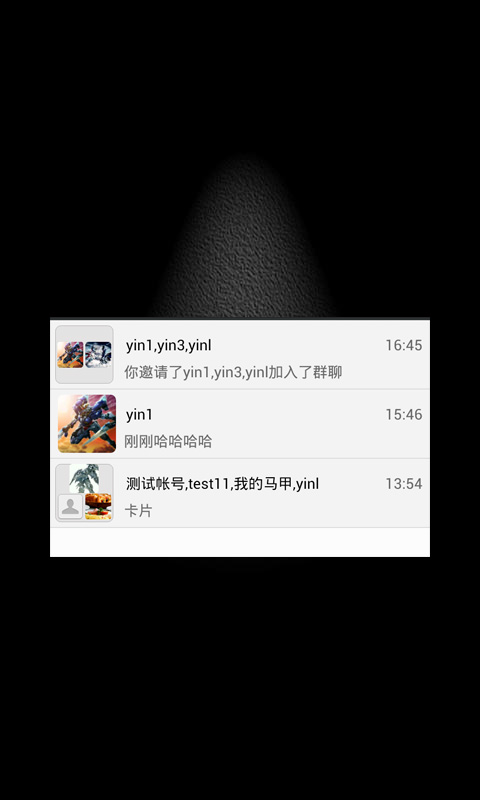 yin1,yin3,yinl
16:45
你邀请了yin1,yin3,yinl加入了群聊
yin1
15:46
刚刚哈哈哈哈
测试帐号,test11,我的马甲,yinl
13:54
卡片